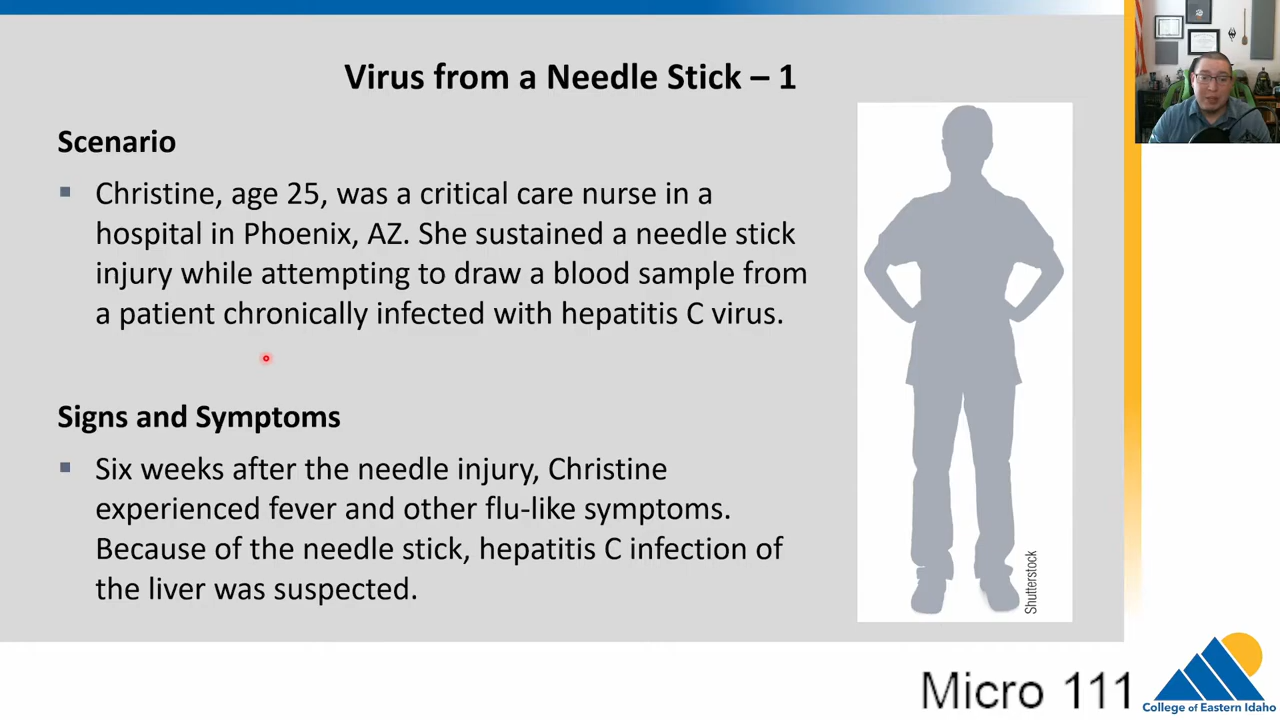 Virus from a Needle Stick – 1
Scenario
Christine, age 25, was a critical care nurse in a
hospital in Phoenix, AZ. She sustained a needle stick
injury while attempting to draw a blood sample from
a patient chronically infected with hepatitis C virus.
Signs and Symptoms
Six weeks after the needle injury, Christine
experienced fever and other flu-like symptoms.
Because of the needle stick, hepatitis C infection of
the liver was suspected.
Shutterstock
Micro 111
College of Eastern Idaho